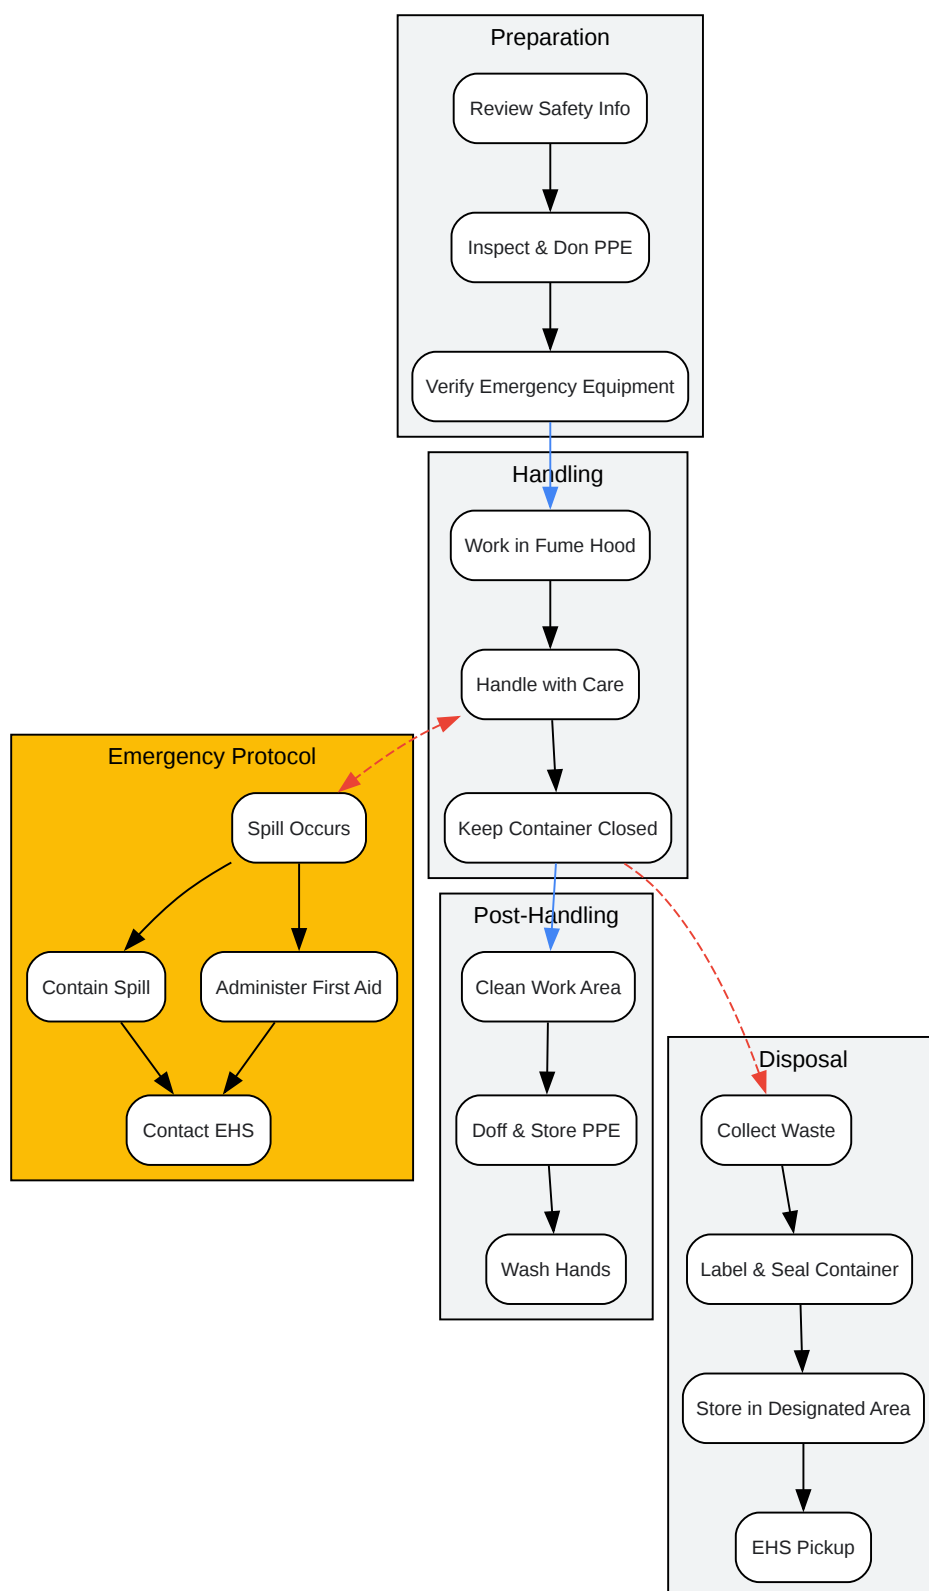 Preparation
Review Safety Info
Inspect & Don PPE
Verify Emergency Equipment
Handling
Work in Fume Hood
Handle with Care
Keep Container Closed
Emergency Protocol
Spill Occurs
Contain Spill
Administer First Aid
Contact EHS
Post-Handling
Clean Work Area
Doff & Store PPE
Wash Hands
Disposal
Collect Waste
Label & Seal Container
Store in Designated Area
EHS Pickup